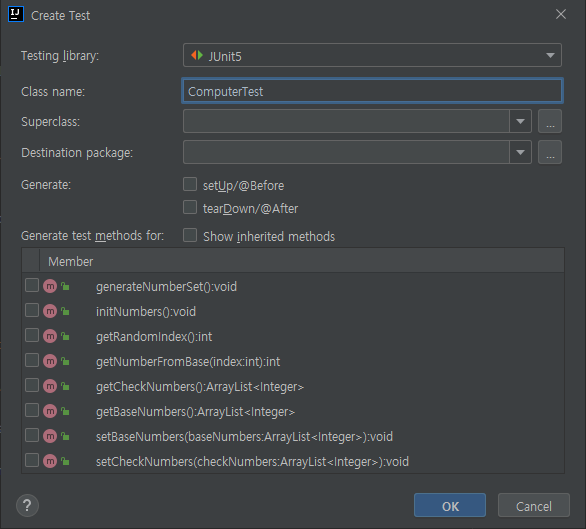 IJ Create Test
Testing library: JUnit5
Class name: ComputerTest
Superclass: ...
Destination package: ...
Generate: setUp/@Before
tearDown/@After
Generate test methods for: Show inherited methods
Member
m generateNumberSet():void
m initNumbers():void
m getRandomIndex():int
m getNumberFromBase(index:int):int
m getCheckNumbers():ArrayList<Integer>
m getBaseNumbers():ArrayList<Integer>
m setBaseNumbers(baseNumbers:ArrayList<Integer>):void
m setCheckNumbers(checkNumbers:ArrayList<Integer>):void
? OK Cancel